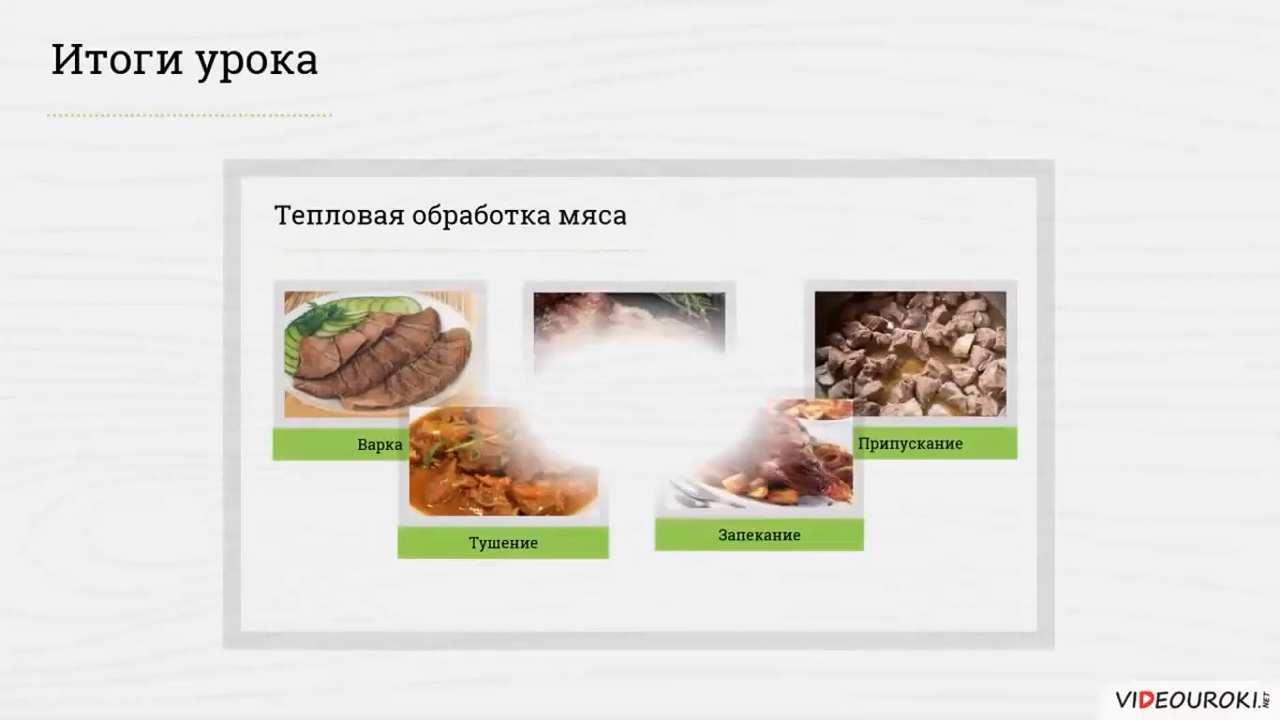 Итоги урока
Тепловая обработка мяса
Варка
Припускание
Тушение
Запекание
VIDEOUROKI.NET